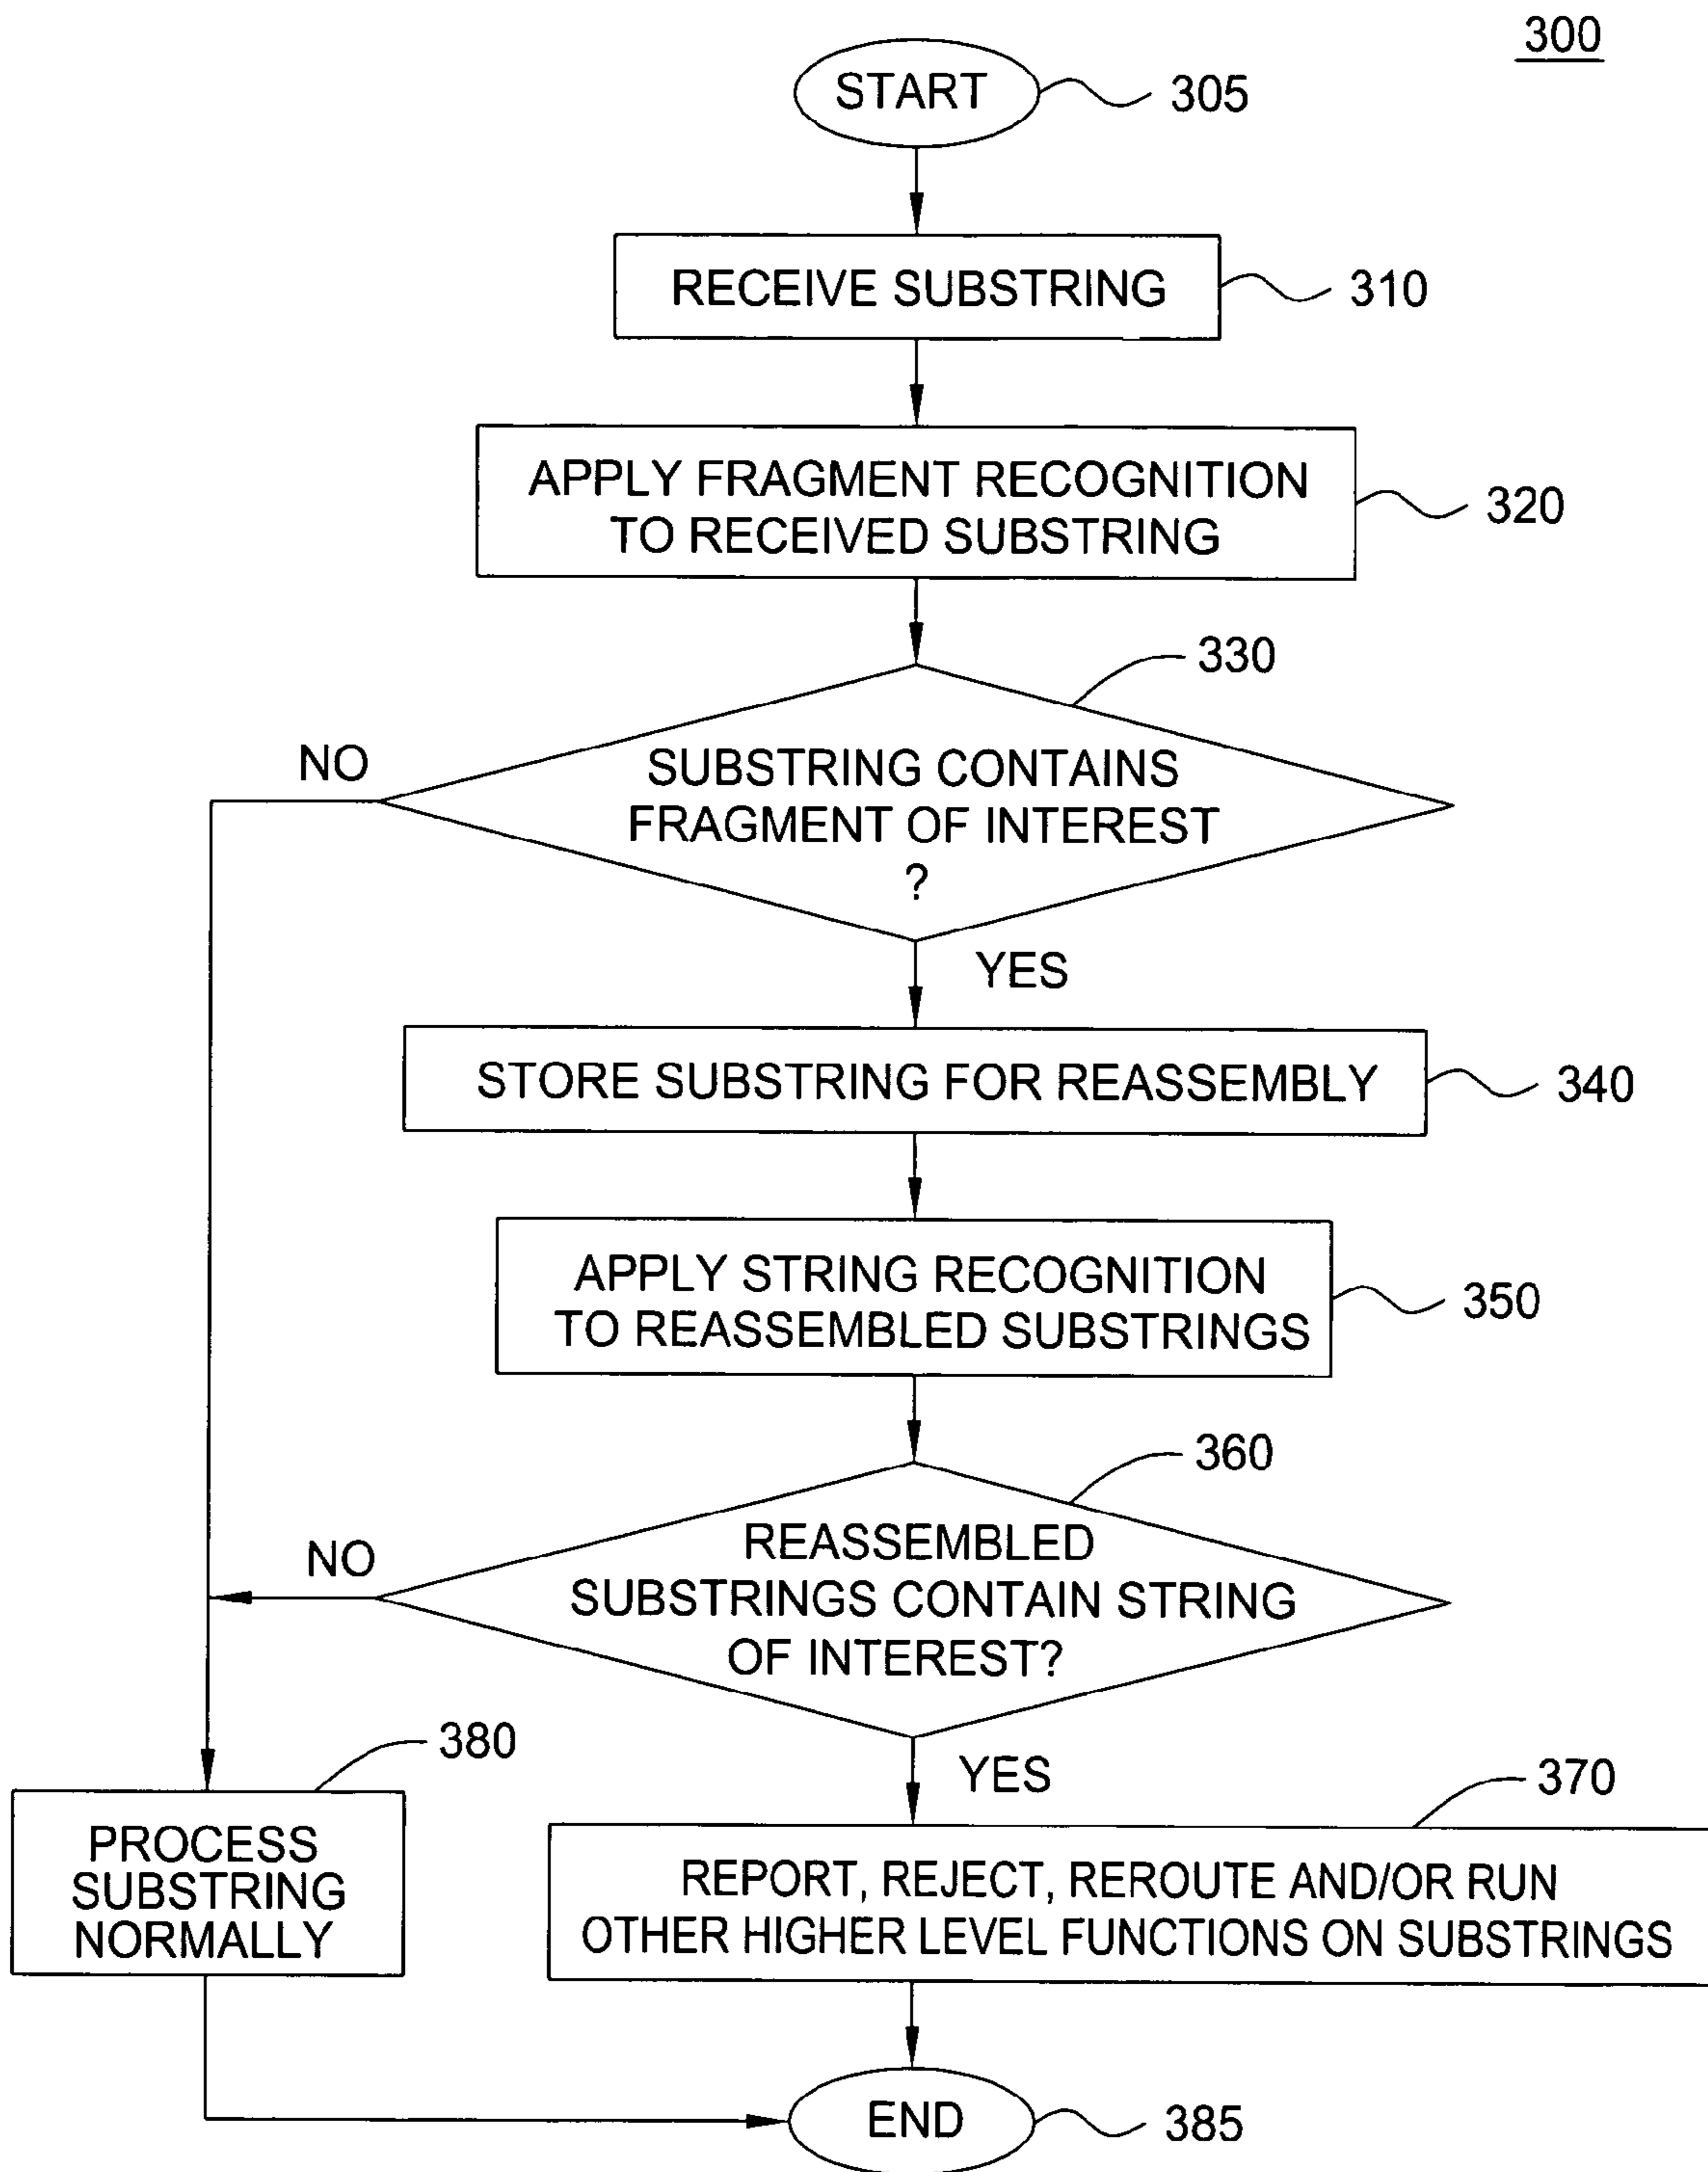 300
START
305
RECEIVE SUBSTRING
310
APPLY FRAGMENT RECOGNITION
TO RECEIVED SUBSTRING
320
330
NO
SUBSTRING CONTAINS
FRAGMENT OF INTEREST
?
YES
STORE SUBSTRING FOR REASSEMBLY
340
APPLY STRING RECOGNITION
TO REASSEMBLED SUBSTRINGS
350
360
NO
REASSEMBLED
SUBSTRINGS CONTAIN STRING
OF INTEREST?
380
YES
370
PROCESS
SUBSTRING
NORMALLY
REPORT, REJECT, REROUTE AND/OR RUN
OTHER HIGHER LEVEL FUNCTIONS ON SUBSTRINGS
END
385